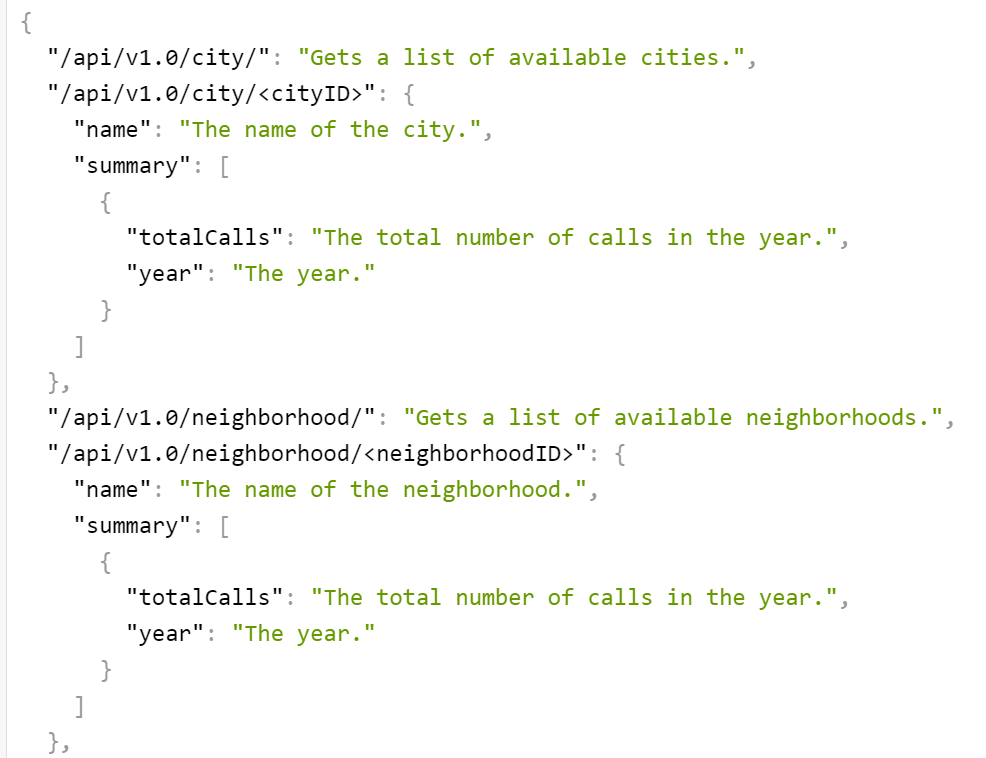 {
  "/api/v1.0/city/": "Gets a list of available cities.",
  "/api/v1.0/city/<cityID>": {
    "name": "The name of the city.",
    "summary": [
      {
        "totalCalls": "The total number of calls in the year.",
        "year": "The year."
      }
    ]
  },
  "/api/v1.0/neighborhood/": "Gets a list of available neighborhoods.",
  "/api/v1.0/neighborhood/<neighborhoodID>": {
    "name": "The name of the neighborhood.",
    "summary": [
      {
        "totalCalls": "The total number of calls in the year.",
        "year": "The year."
      }
    ]
  },